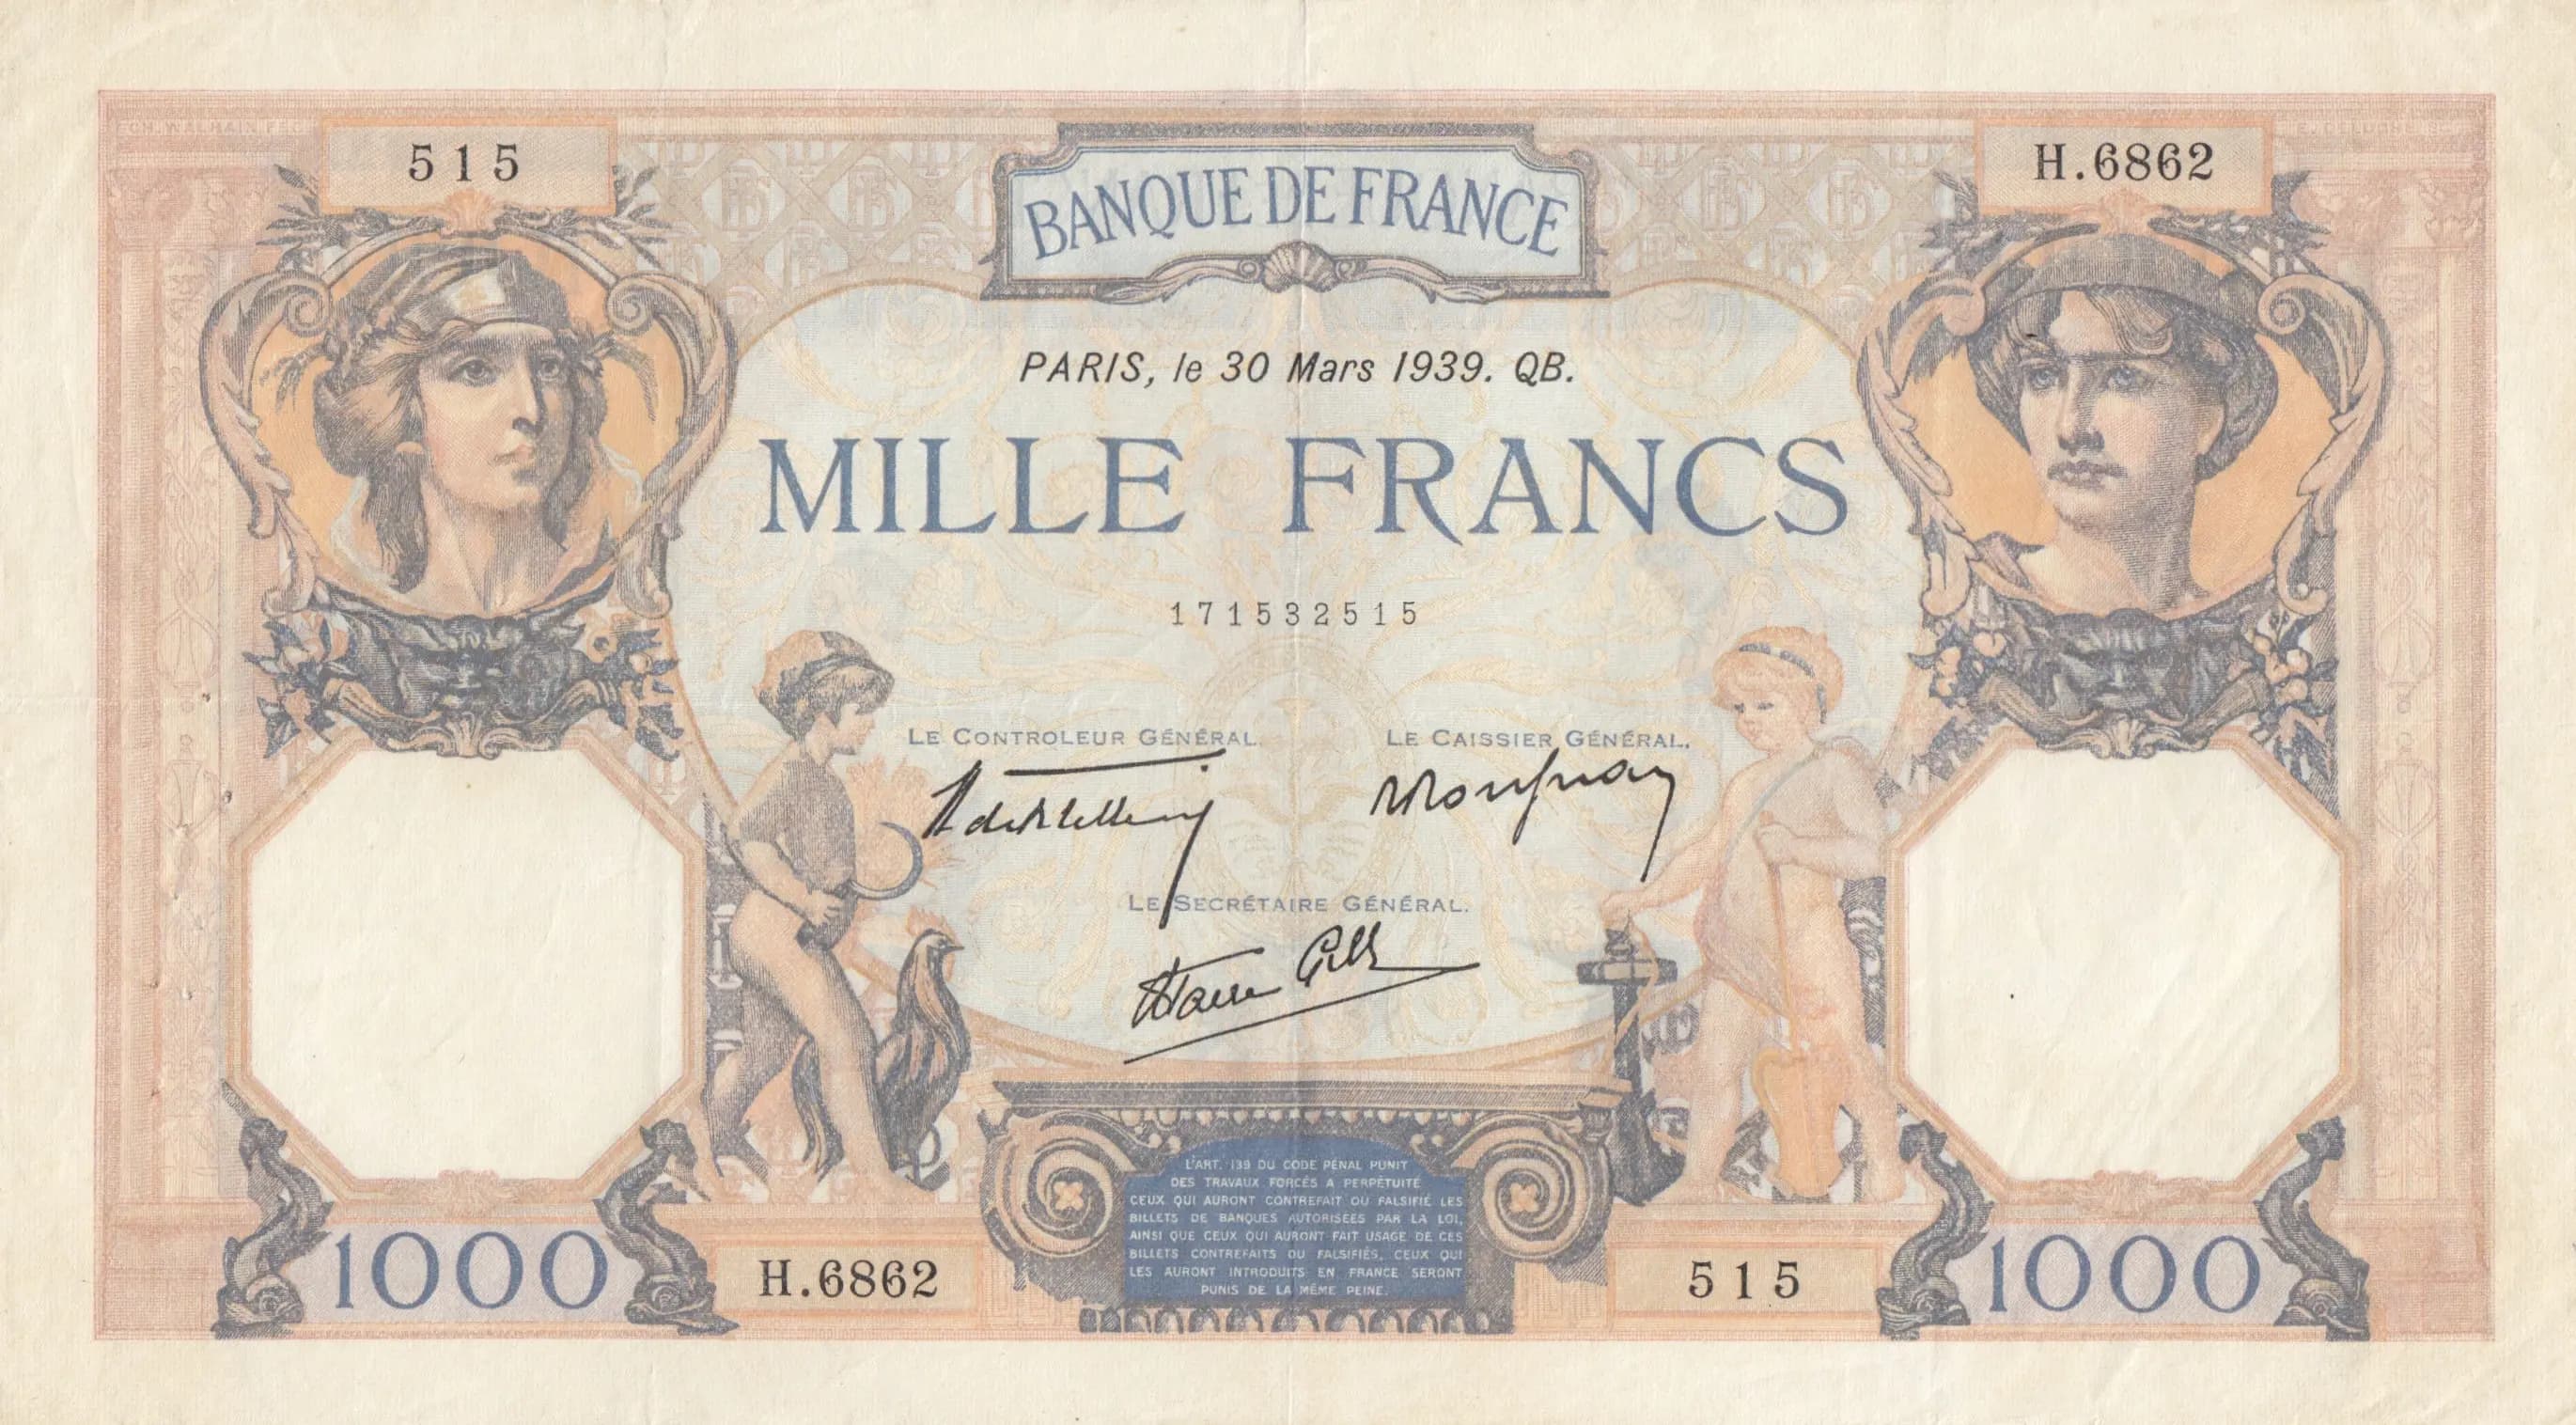 515
H.6862
BANQUE DE FRANCE
PARIS, le 30 Mars 1939. QB.
MILLE FRANCS
171532515
LE CONTROLEUR GÉNÉRAL
LE CAISSIER GÉNÉRAL.
LE SECRÉTAIRE GÉNÉRAL.
L'ART. 139 DU CODE PÉNAL PUNIT
DES TRAVAUX FORCÉS A PERPÉTUITÉ
CEUX QUI AURONT CONTREFAIT OU FALSIFIÉ LES
BILLETS DE BANQUES AUTORISÉES PAR LA LOI,
AINSI QUE CEUX QUI AURONT FAIT USAGE DE CES
BILLETS CONTREFAITS OU FALSIFIÉS. CEUX QUI
LES AURONT INTRODUITS EN FRANCE SERONT
PUNIS DE LA MÊME PEINE.
1000
H.6862
515
1000